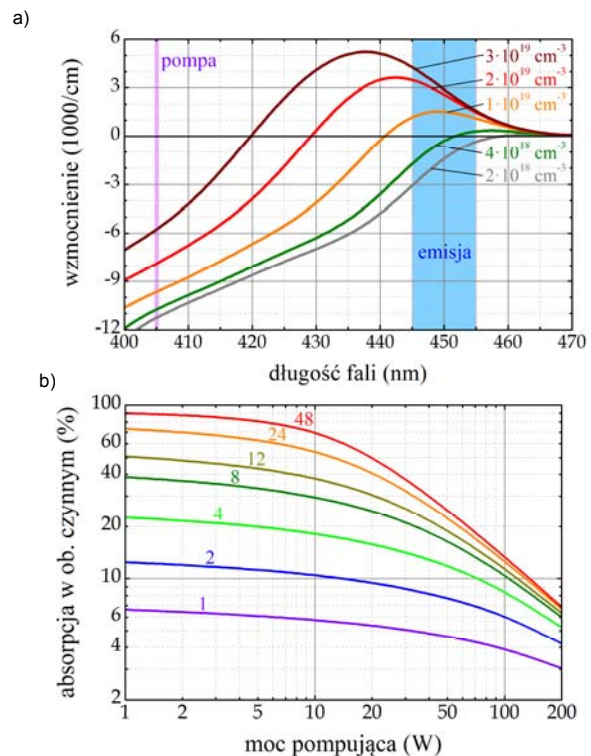 a)
6
3
0
-3
-6
-9
-12
wzmocnienie (1000/cm)
pompa
3·10¹⁹ cm⁻³
2·10¹⁹ cm⁻³
1·10¹⁹ cm⁻³
4·10¹⁸ cm⁻³
2·10¹⁸ cm⁻³
emisja
400 410 420 430 440 450 460 470
długość fali (nm)
b)
100
60
40
20
10
6
4
2
absorpcja w ob. czynnym (%)
48
24
12
8
4
2
1
1 2 5 10 20 50 100 200
moc pompująca (W)